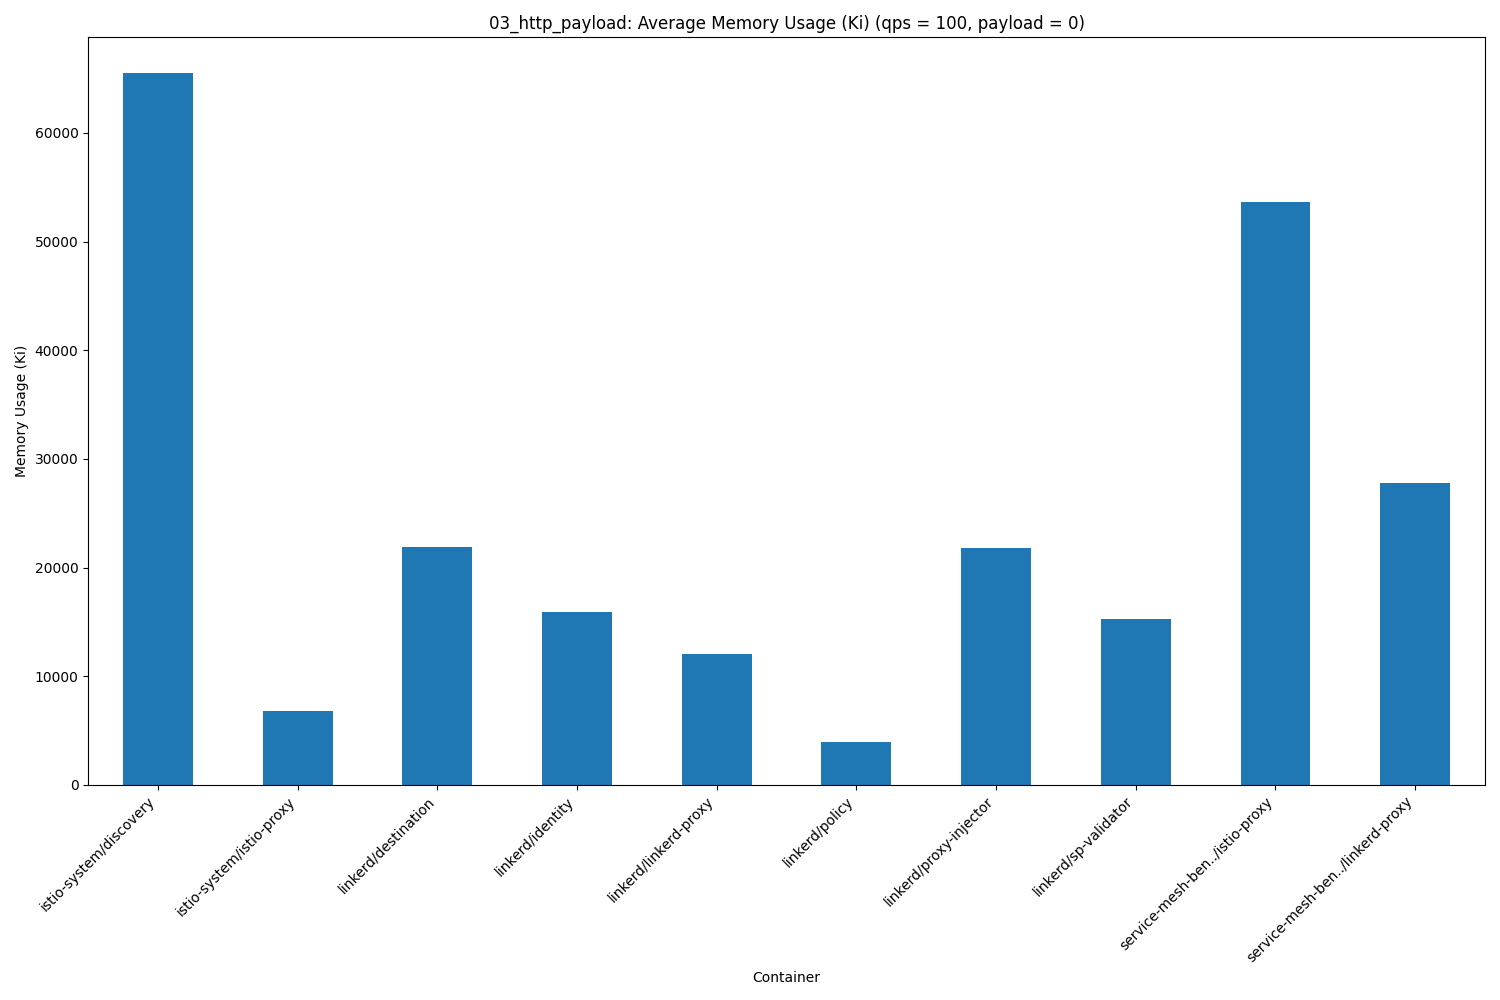 03_http_payload: Average Memory Usage (Ki) (qps = 100, payload = 0)
Memory Usage (Ki)
60000
50000
40000
30000
20000
10000
0
istio-system/discovery
istio-system/istio-proxy
linkerd/destination
linkerd/identity
linkerd/linkerd-proxy
linkerd/policy
linkerd/proxy-injector
linkerd/sp-validator
service-mesh-ben../istio-proxy
service-mesh-ben../linkerd-proxy
Container